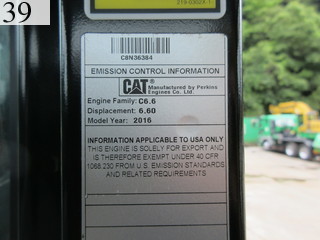 39
C8N36384
EMISSION CONTROL INFORMATION
CAT Manufactured by Perkins
Engines Co. Ltd.
Engine Family: C6.6
Displacement: 6.60
Model Year: 2016
INFORMATION APPLICABLE TO USA ONLY
THIS ENGINE IS SOLELY FOR EXPORT AND
IS THEREFORE EXEMPT UNDER 40 CFR
1068.230 FROM U.S. EMISSION STANDARDS
AND RELATED REQUIREMENTS